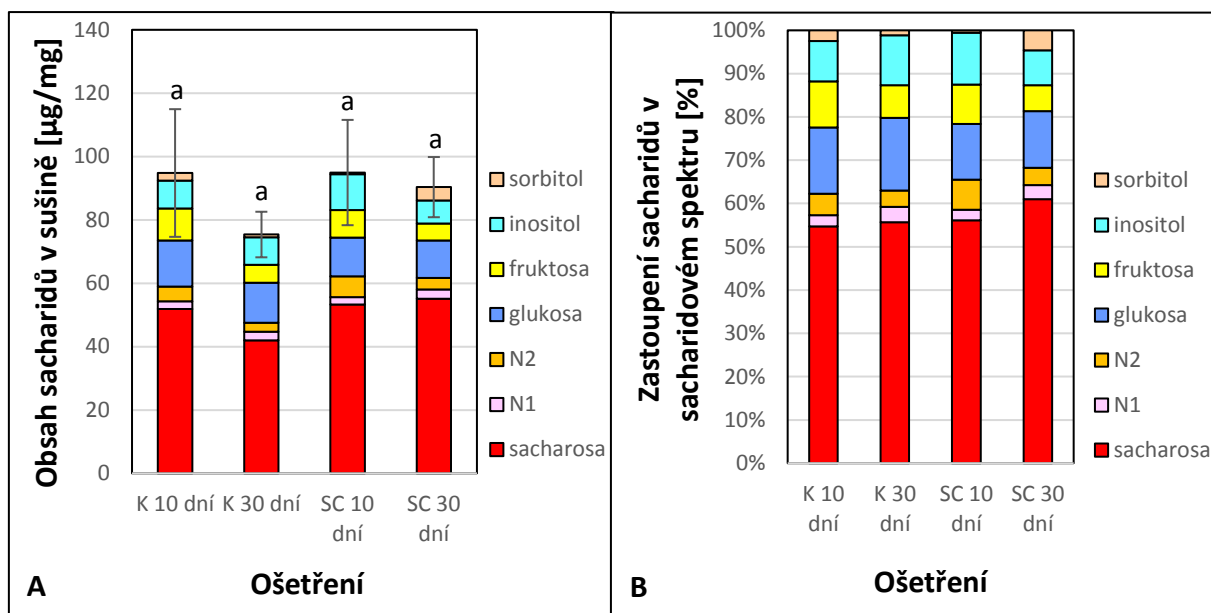 Obsah sacharidů v sušině [µg/mg]
140
120
100
80
60
40
20
0
a
a
a
a
K 10 dní
K 30 dní
SC 10
dní
SC 30
dní
sorbitol
inositol
fruktosa
glukosa
N2
N1
sacharosa
A
Ošetření
Zastoupení sacharidů v
sacharidovém spektru [%]
100%
90%
80%
70%
60%
50%
40%
30%
20%
10%
0%
K 10
dní
K 30
dní
SC 10
dní
SC 30
dní
sorbitol
inositol
fruktosa
glukosa
N2
N1
sacharosa
B
Ošetření